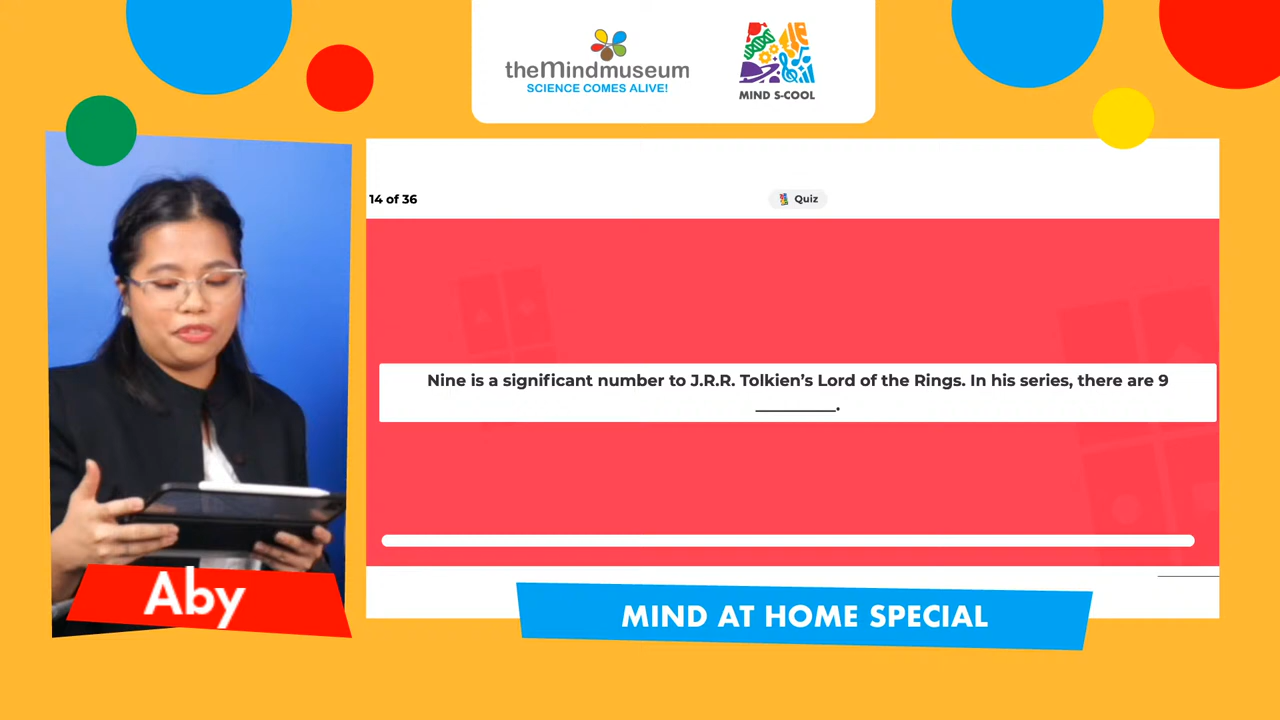 theMindmuseum
SCIENCE COMES ALIVE!
MIND S-COOL
14 of 36
Quiz
Nine is a significant number to J.R.R. Tolkien’s Lord of the Rings. In his series, there are 9
__________.
Aby
MIND AT HOME SPECIAL